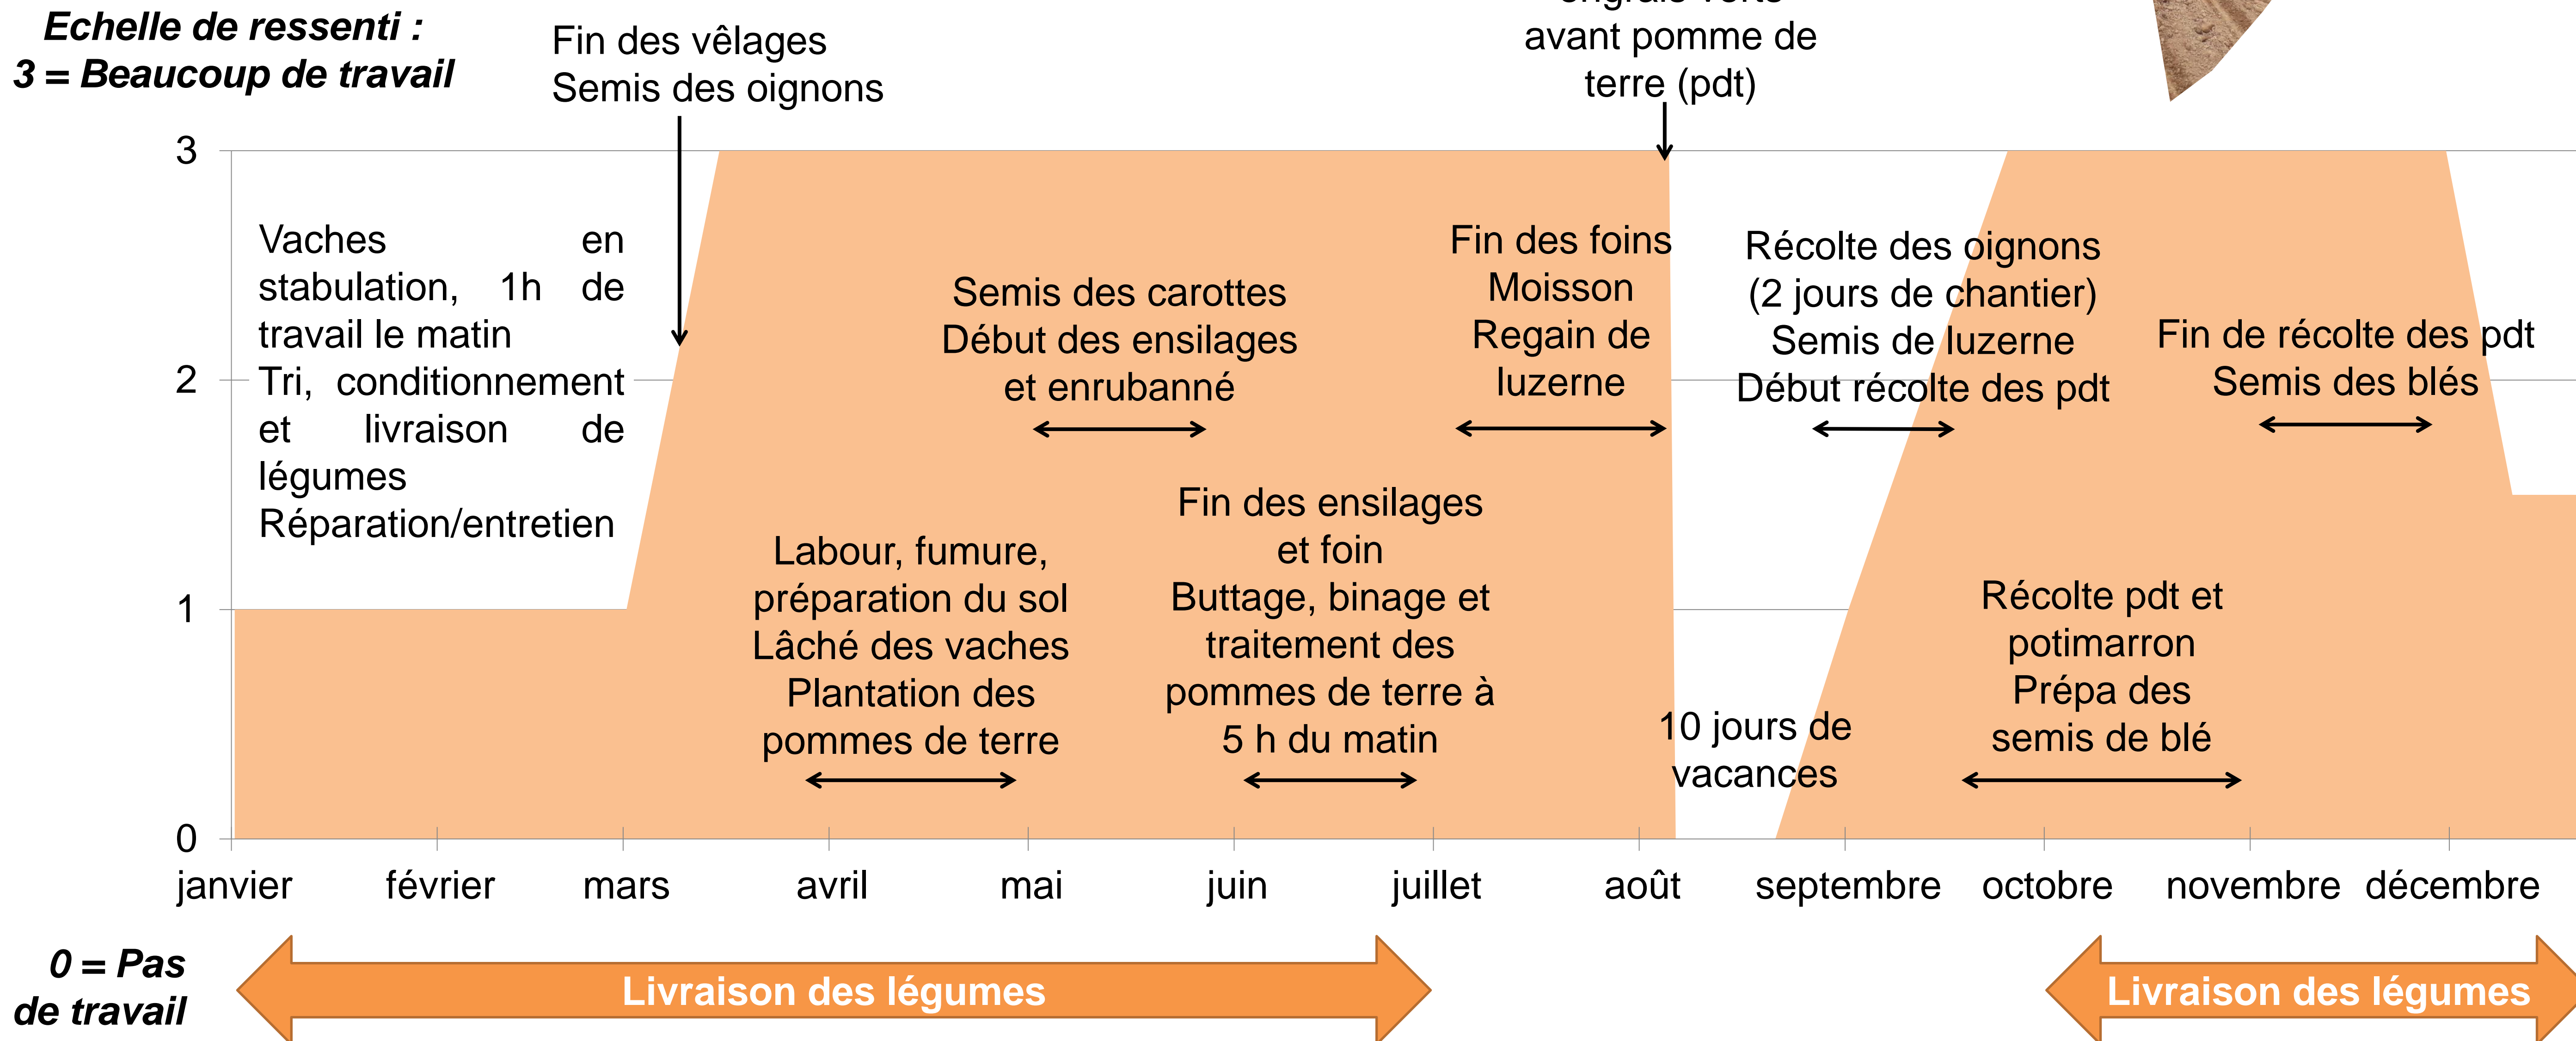 Echelle de ressenti :
3 = Beaucoup de travail
Fin des vêlages
Semis des oignons
engrais verts
avant pomme de
terre (pdt)
3
2
1
0
Vaches en
stabulation, 1h de
travail le matin
Tri, conditionnement
et livraison de
légumes
Réparation/entretien
Labour, fumure,
préparation du sol
Lâché des vaches
Plantation des
pommes de terre
Semis des carottes
Début des ensilages
et enrubanné
Fin des ensilages
et foin
Buttage, binage et
traitement des
pommes de terre à
5 h du matin
Fin des foins
Moisson
Regain de
luzerne
10 jours de
vacances
Récolte des oignons
(2 jours de chantier)
Semis de luzerne
Début récolte des pdt
Récolte pdt et
potimarron
Prépa des
semis de blé
Fin de récolte des pdt
Semis des blés
janvier février mars avril mai juin juillet août septembre octobre novembre décembre
0 = Pas
de travail
Livraison des légumes
Livraison des légumes